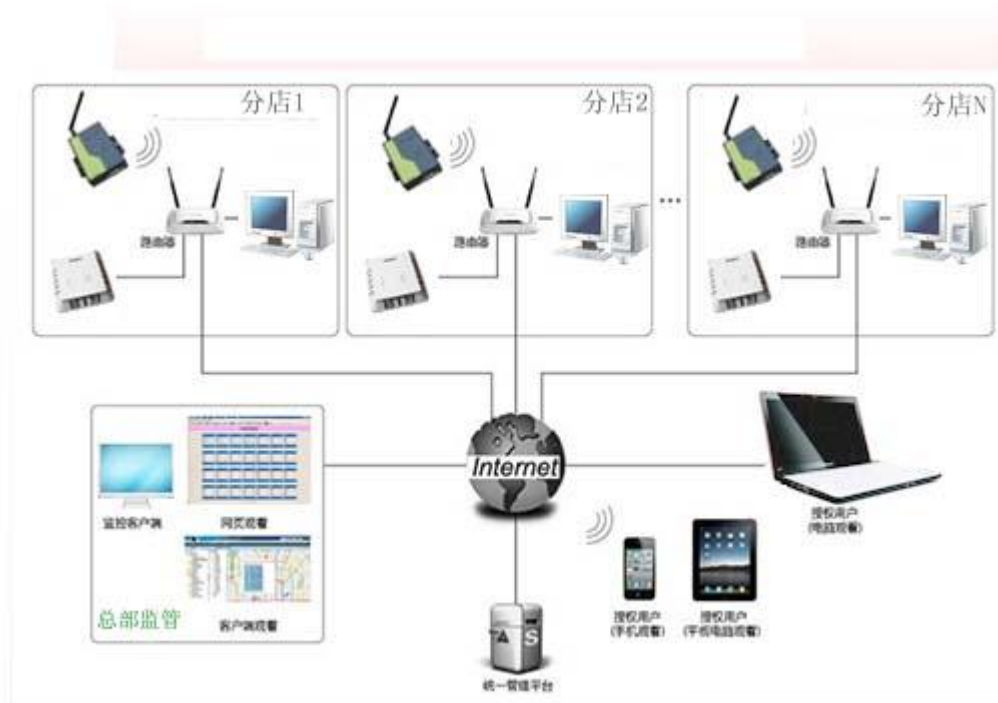 分店1
分店2
分店N
...
路由器
路由器
路由器
Internet
监控客户端
网页观看
总部监管
客户端观看
授权用户
(电脑观看)
授权用户
(手机观看)
授权用户
(平板电脑观看)
统一管理平台